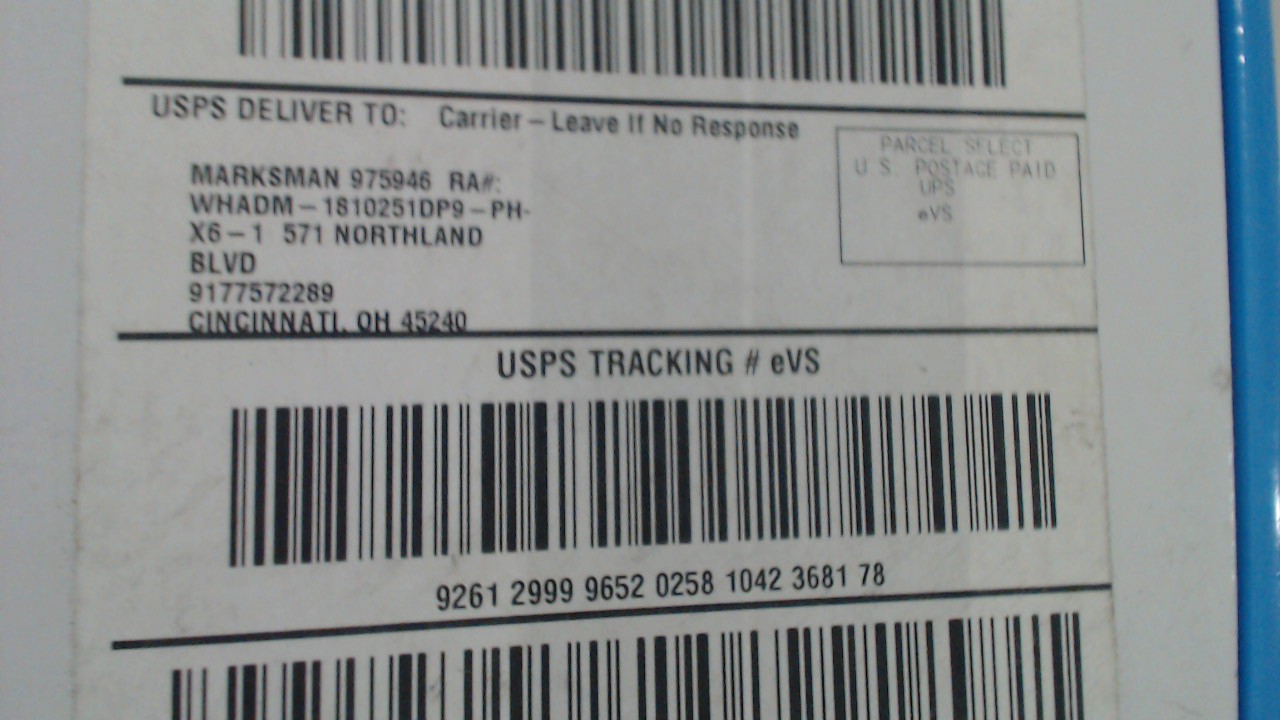 USPS DELIVER TO: Carrier – Leave If No Response
PARCEL SELECT
U.S. POSTAGE PAID
UPS
eVS
MARKSMAN 975946 RA#:
WHADM – 1810251DP9 – PH-
X6 – 1 571 NORTHLAND
BLVD
9177572289
CINCINNATI, OH 45240
USPS TRACKING # eVS
9261 2999 9652 0258 1042 3681 78